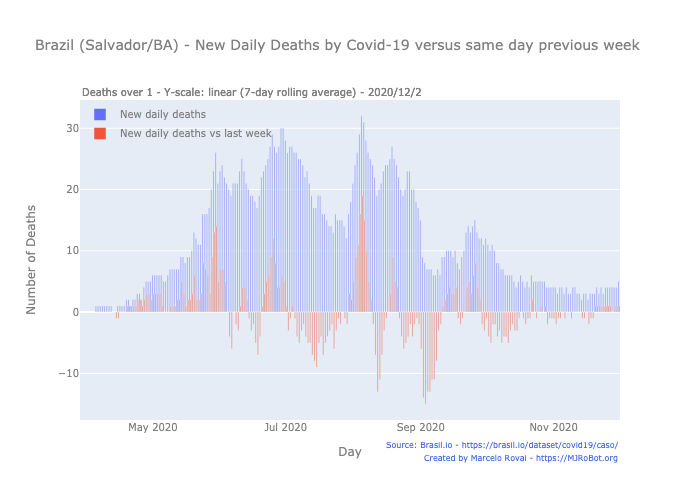 Brazil (Salvador/BA) - New Daily Deaths by Covid-19 versus same day previous week
Deaths over 1 - Y-scale: linear (7-day rolling average) - 2020/12/2
New daily deaths
New daily deaths vs last week
Number of Deaths
30
20
10
0
−10
May 2020
Jul 2020
Sep 2020
Nov 2020
Day
Source: Brasil.io - https://brasil.io/dataset/covid19/caso/
Created by Marcelo Rovai - https://MJRoBot.org